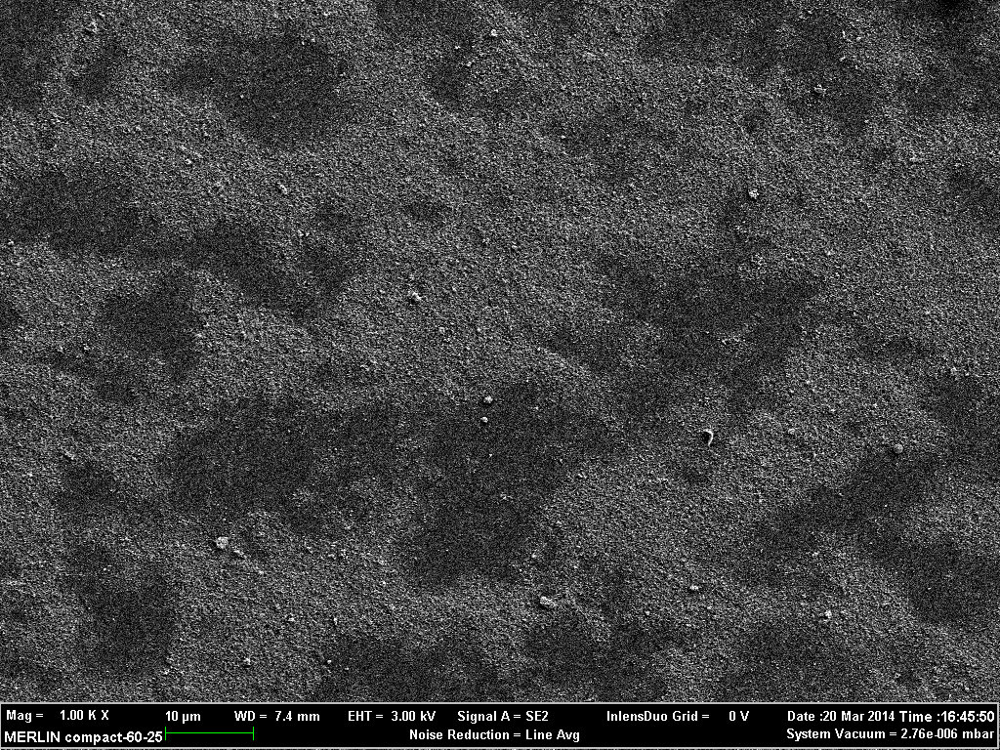 Mag = 1.00 K X 10 µm WD = 7.4 mm EHT = 3.00 kV Signal A = SE2 InlensDuo Grid = 0 V Date :20 Mar 2014 Time :16:45:50
MERLIN compact-60-25 Noise Reduction = Line Avg System Vacuum = 2.76e-006 mbar